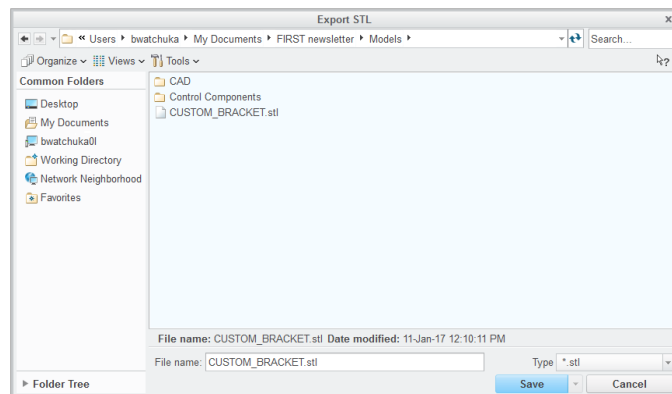 Export STL
« Users bwatchuka My Documents FIRST newsletter Models Search...
Organize Views Tools
Common Folders
Desktop
My Documents
bwatchuka0l
Working Directory
Network Neighborhood
Favorites
CAD
Control Components
CUSTOM_BRACKET.stl
File name: CUSTOM_BRACKET.stl Date modified: 11-Jan-17 12:10:11 PM
File name: CUSTOM_BRACKET.stl Type *.stl
Folder Tree Save Cancel